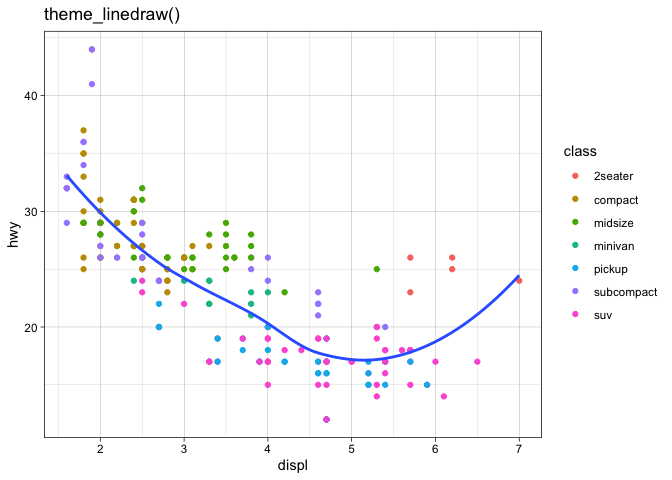 theme_linedraw()
hwy
40
30
20
2 3 4 5 6 7
displ
class
2seater
compact
midsize
minivan
pickup
subcompact
suv